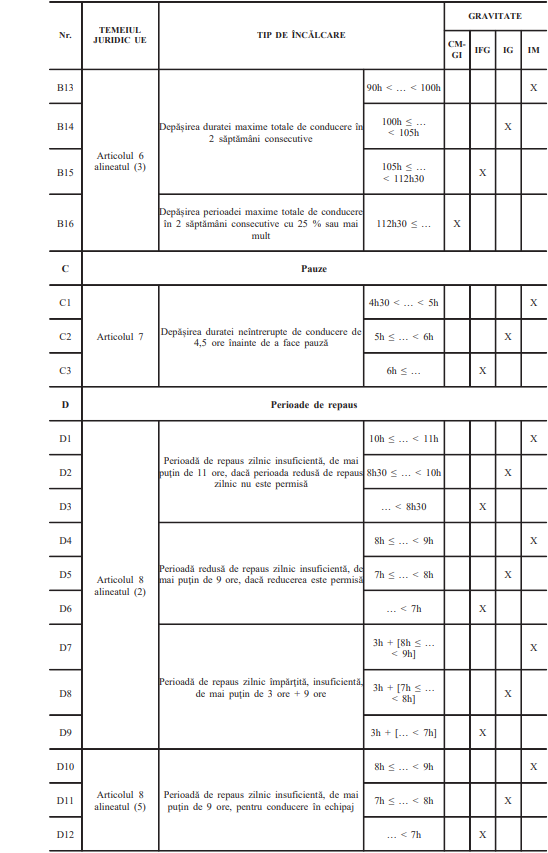 Nr.
TEMEIUL
JURIDIC UE
TIP DE ÎNCĂLCARE
GRAVITATE
CM-
GI
IFG
IG
IM
B13
90h < … < 100h
X
B14
Articolul 6
alineatul (3)
Depășirea duratei maxime totale de conducere în
2 săptămâni consecutive
100h ≤ …
< 105h
X
B15
105h ≤ …
< 112h30
X
B16
Depășirea perioadei maxime totale de conducere
în 2 săptămâni consecutive cu 25 % sau mai
mult
112h30 ≤ …
X
C
Pauze
C1
4h30 < … < 5h
X
C2
Articolul 7
Depășirea duratei neîntrerupte de conducere de
4,5 ore înainte de a face pauză
5h ≤ … < 6h
X
C3
6h ≤ …
X
D
Perioade de repaus
D1
10h ≤ … < 11h
X
D2
Perioadă de repaus zilnic insuficientă, de mai
puțin de 11 ore, dacă perioada redusă de repaus
zilnic nu este permisă
8h30 ≤ … < 10h
X
D3
… < 8h30
X
D4
8h ≤ … < 9h
X
D5
Articolul 8
alineatul (2)
Perioadă redusă de repaus zilnic insuficientă, de
mai puțin de 9 ore, dacă reducerea este permisă
7h ≤ … < 8h
X
D6
… < 7h
X
D7
3h + [8h ≤ …
< 9h]
X
D8
Perioadă de repaus zilnic împărțită, insuficientă,
de mai puțin de 3 ore + 9 ore
3h + [7h ≤ …
< 8h]
X
D9
3h + [… < 7h]
X
D10
8h ≤ … < 9h
X
D11
Articolul 8
alineatul (5)
Perioadă de repaus zilnic insuficientă, de mai
puțin de 9 ore, pentru conducere în echipaj
7h ≤ … < 8h
X
D12
… < 7h
X